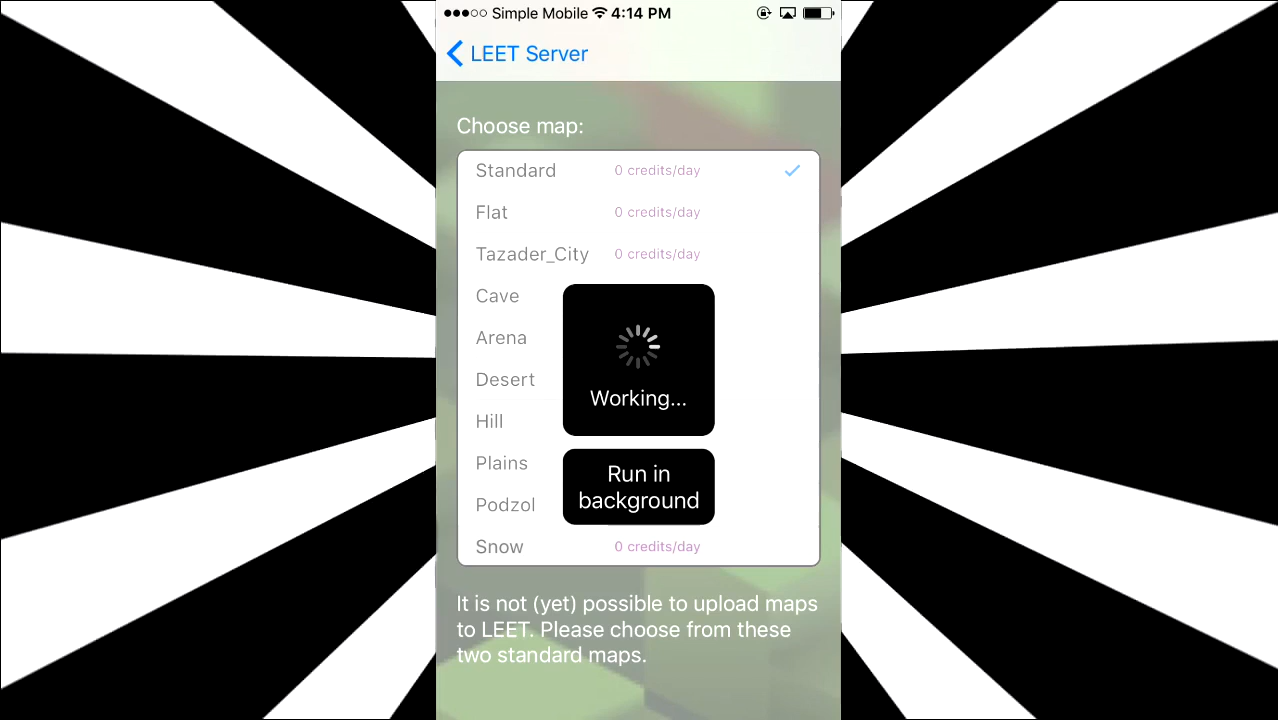 Simple Mobile 4:14 PM
LEET Server
Choose map:
Standard 0 credits/day
Flat 0 credits/day
Tazader_City 0 credits/day
Cave
Arena
Desert
Hill
Plains
Podzol
Snow 0 credits/day
Working...
Run in
background
It is not (yet) possible to upload maps
to LEET. Please choose from these
two standard maps.